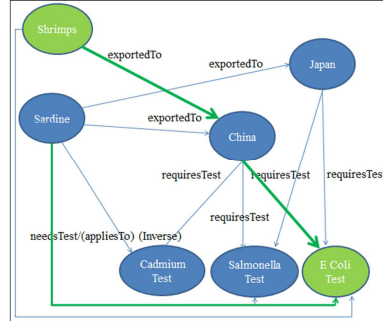 Shrimps
exportedTo
exportedTo
Japan
Sardine
exportedTo
China
requiresTest
requiresTest
requiresTest
requiresTest
needsTest/(appliesTo) (Inverse)
Cadmium
Test
Salmonella
Test
E Coli
Test